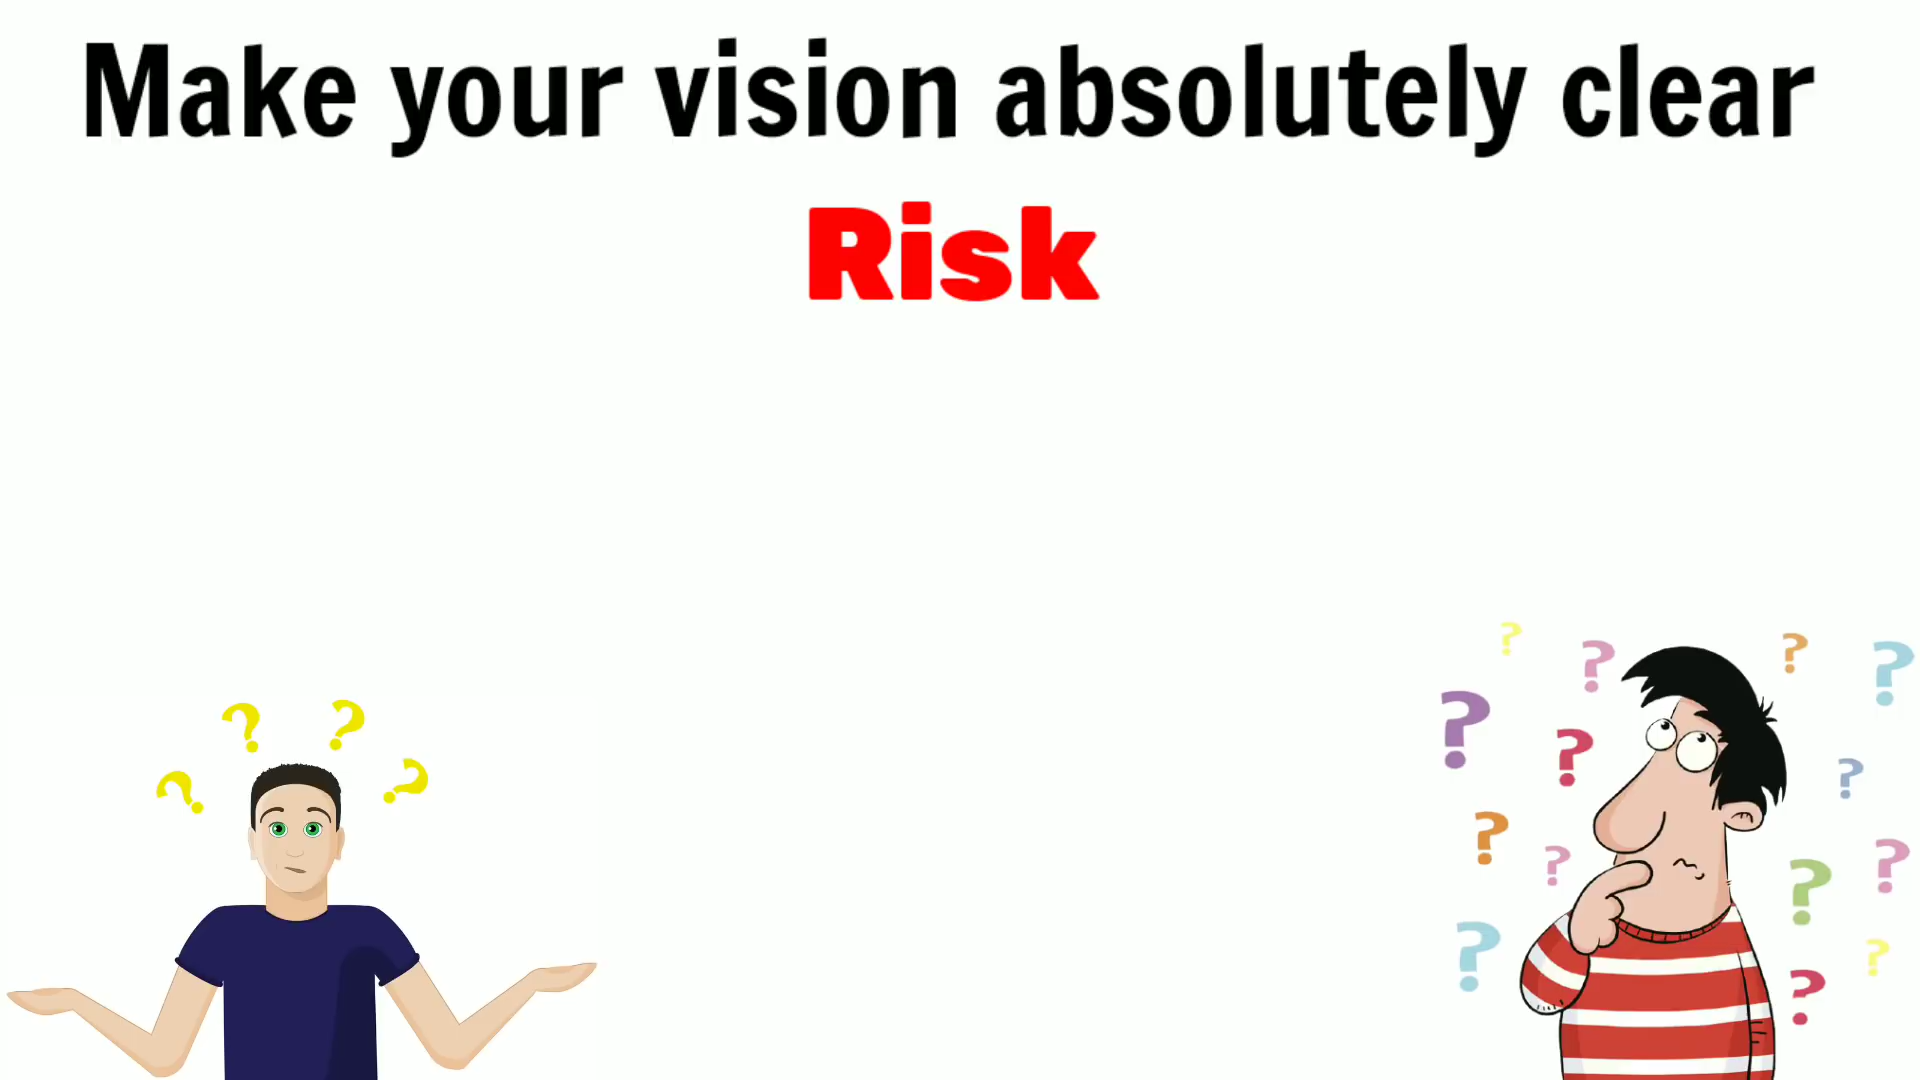 Make your vision absolutely clear
Risk
? ? ? ?
? ? ? ? ? ? ? ? ? ? ? ? ? ?